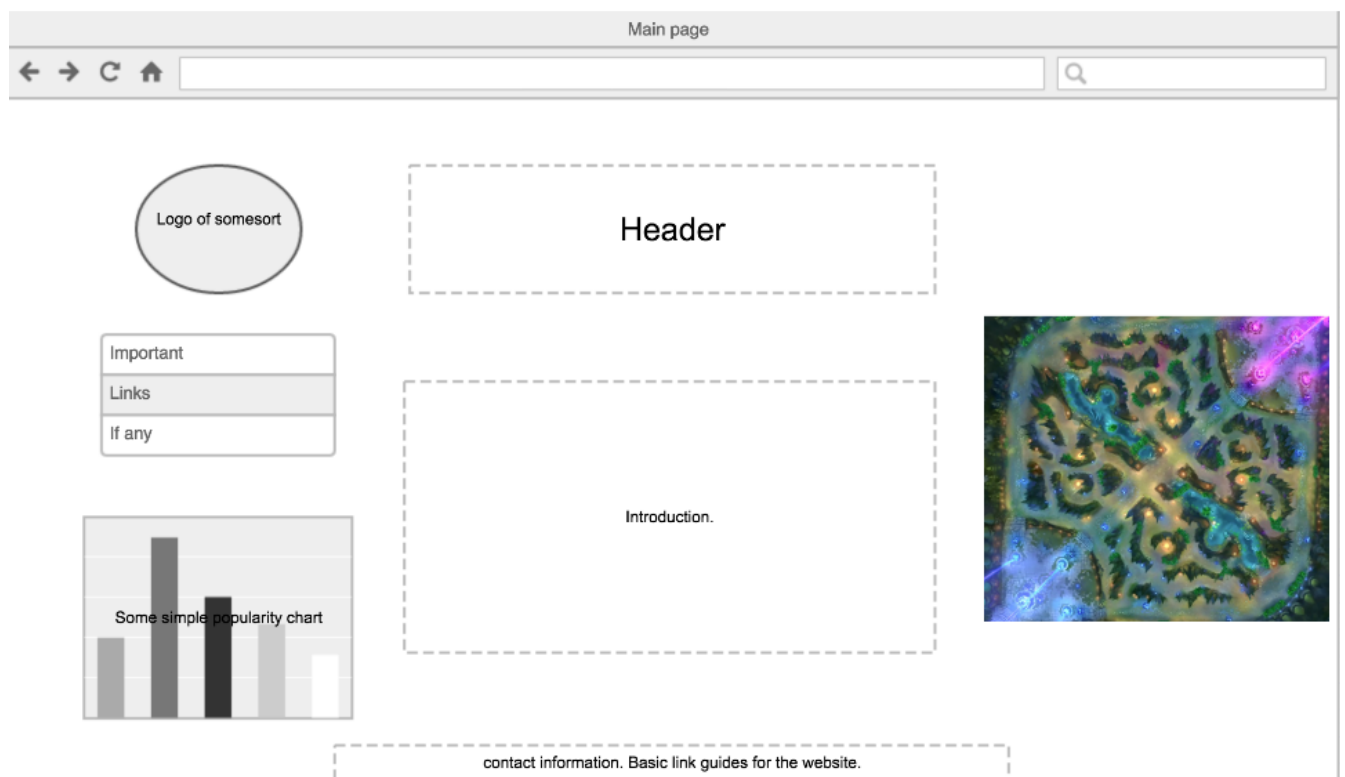 Main page
Logo of somesort
Header
Important
Links
If any
Introduction.
Some simple popularity chart
contact information. Basic link guides for the website.